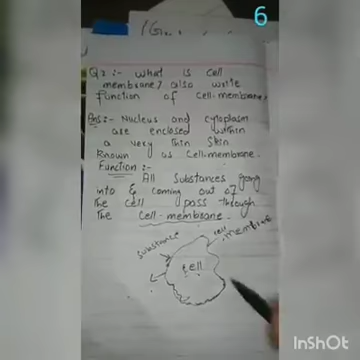 6
Q2:- What is cell
membrane? also write
function of cell-membrane.
Ans:- Nucleus and cytoplasm
are enclosed within
a very thin skin
Known as cell-membrane.
Function :-
All substances going
into & coming out of
the cell pass through
the cell-membrane.
substance
cell
-membrane
cell
InShOt